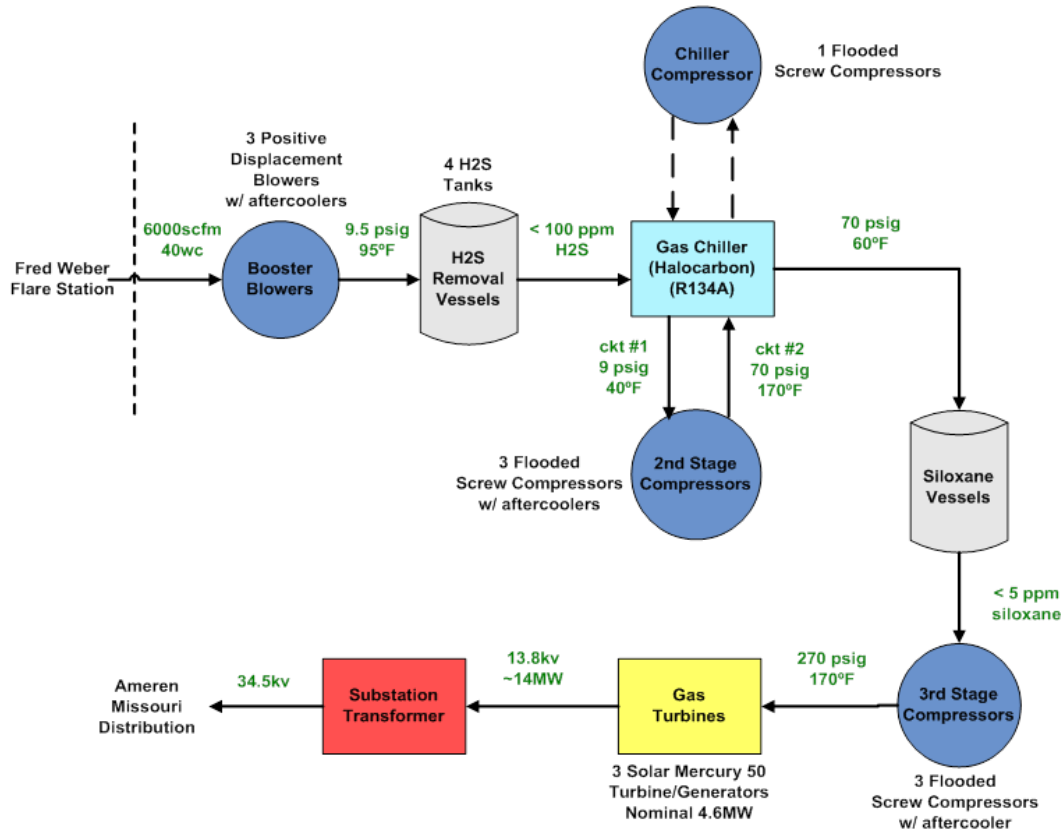 Chiller
Compressor
1 Flooded
Screw Compressors
3 Positive
Displacement
Blowers
w/ aftercoolers
4 H2S
Tanks
6000scfm
40wc
9.5 psig
95ºF
< 100 ppm
H2S
70 psig
60ºF
Fred Weber
Flare Station
Booster
Blowers
H2S
Removal
Vessels
Gas Chiller
(Halocarbon)
(R134A)
ckt #1
9 psig
40ºF
ckt #2
70 psig
170ºF
3 Flooded
Screw Compressors
w/ aftercoolers
2nd Stage
Compressors
Siloxane
Vessels
< 5 ppm
siloxane
Ameren
Missouri
Distribution
34.5kv
Substation
Transformer
13.8kv
~14MW
Gas
Turbines
270 psig
170ºF
3rd Stage
Compressors
3 Solar Mercury 50
Turbine/Generators
Nominal 4.6MW
3 Flooded
Screw Compressors
w/ aftercooler